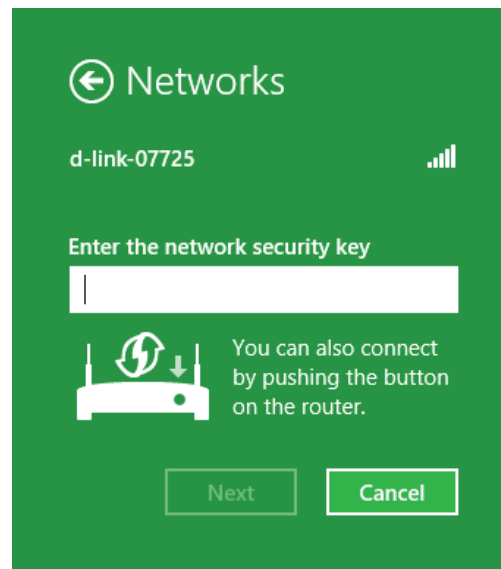 Networks
d-link-07725
Enter the network security key
You can also connect
by pushing the button
on the router.
Next
Cancel